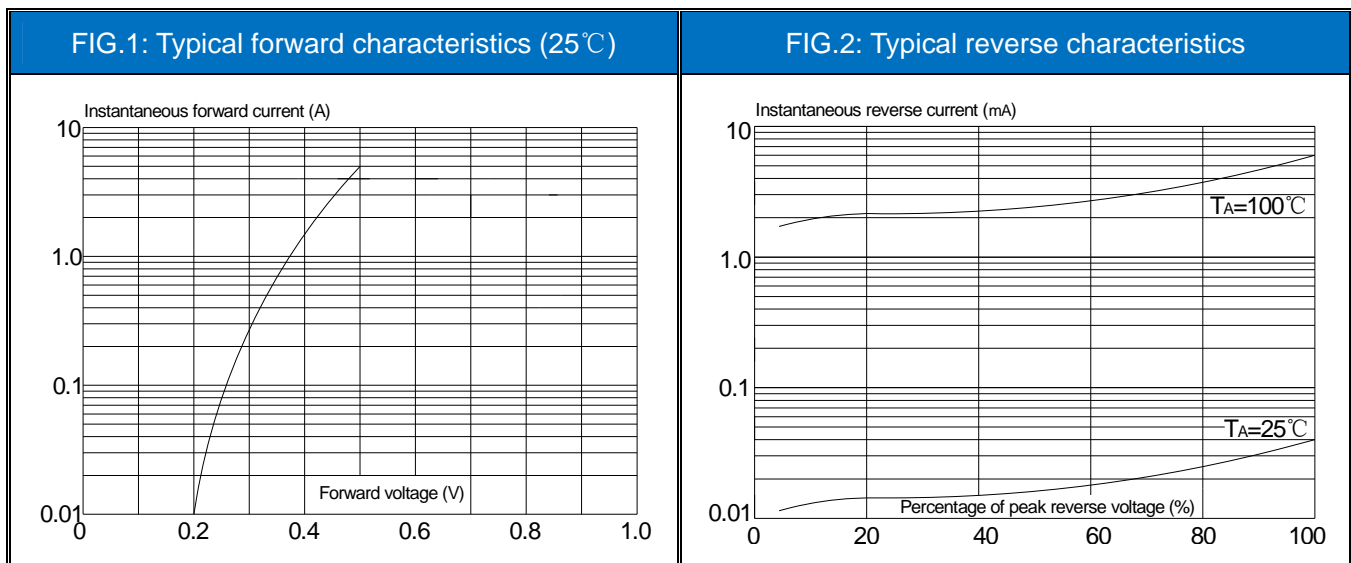 FIG.1: Typical forward characteristics (25℃)
Instantaneous forward current (A)
10
1.0
0.1
0.01
Forward voltage (V)
0 0.2 0.4 0.6 0.8 1.0
FIG.2: Typical reverse characteristics
Instantaneous reverse current (mA)
10
TA=100℃
1.0
0.1
TA=25℃
0.01
Percentage of peak reverse voltage (%)
0 20 40 60 80 100